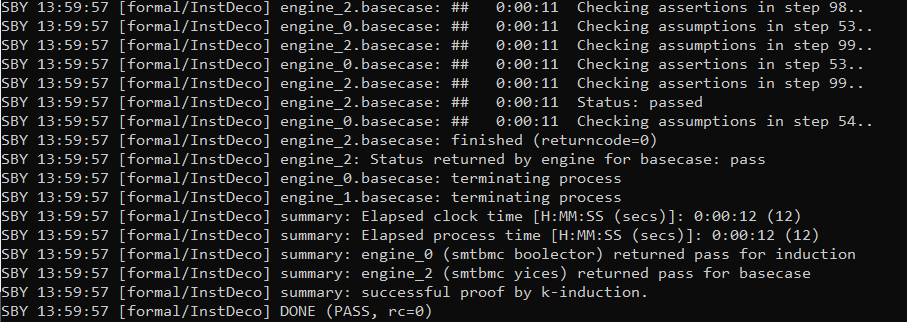 SBY 13:59:57 [formal/InstDeco] engine_2.basecase: ##   0:00:11  Checking assertions in step 98..
SBY 13:59:57 [formal/InstDeco] engine_0.basecase: ##   0:00:11  Checking assumptions in step 53..
SBY 13:59:57 [formal/InstDeco] engine_2.basecase: ##   0:00:11  Checking assumptions in step 99..
SBY 13:59:57 [formal/InstDeco] engine_0.basecase: ##   0:00:11  Checking assertions in step 53..
SBY 13:59:57 [formal/InstDeco] engine_2.basecase: ##   0:00:11  Checking assertions in step 99..
SBY 13:59:57 [formal/InstDeco] engine_2.basecase: ##   0:00:11  Status: passed
SBY 13:59:57 [formal/InstDeco] engine_0.basecase: ##   0:00:11  Checking assumptions in step 54..
SBY 13:59:57 [formal/InstDeco] engine_2.basecase: finished (returncode=0)
SBY 13:59:57 [formal/InstDeco] engine_2: Status returned by engine for basecase: pass
SBY 13:59:57 [formal/InstDeco] engine_0.basecase: terminating process
SBY 13:59:57 [formal/InstDeco] engine_1.basecase: terminating process
SBY 13:59:57 [formal/InstDeco] summary: Elapsed clock time [H:MM:SS (secs)]: 0:00:12 (12)
SBY 13:59:57 [formal/InstDeco] summary: Elapsed process time [H:MM:SS (secs)]: 0:00:12 (12)
SBY 13:59:57 [formal/InstDeco] summary: engine_0 (smtbmc boolector) returned pass for induction
SBY 13:59:57 [formal/InstDeco] summary: engine_2 (smtbmc yices) returned pass for basecase
SBY 13:59:57 [formal/InstDeco] summary: successful proof by k-induction.
SBY 13:59:57 [formal/InstDeco] DONE (PASS, rc=0)